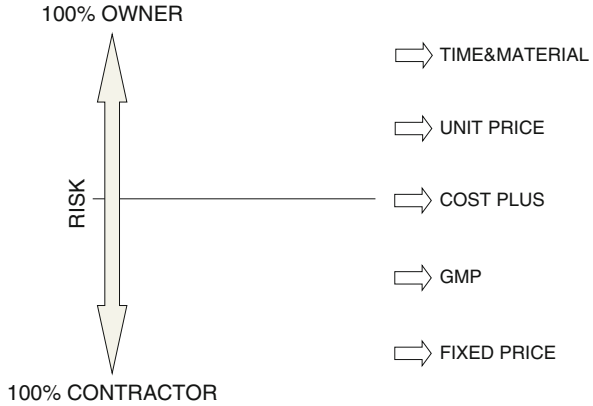 100% OWNER
TIME&MATERIAL
UNIT PRICE
RISK
COST PLUS
GMP
FIXED PRICE
100% CONTRACTOR